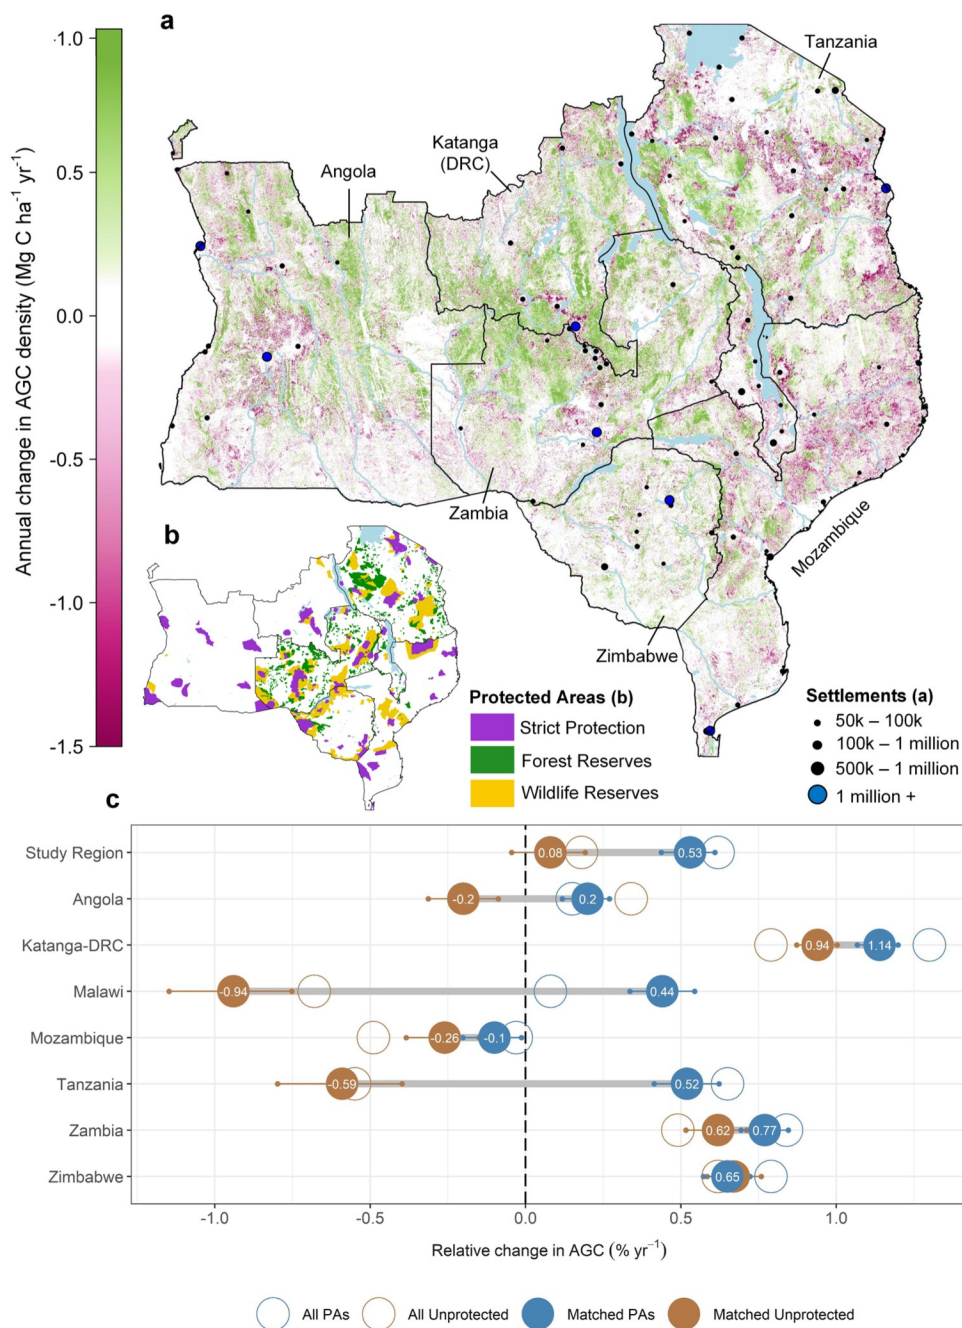 a
Annual change in AGC density (Mg C ha⁻¹ yr⁻¹)
1.0
0.5
0.0
-0.5
-1.0
-1.5
Tanzania
Katanga
(DRC)
Angola
Zambia
Mozambique
Zimbabwe
b
Protected Areas (b)
Strict Protection
Forest Reserves
Wildlife Reserves
Settlements (a)
50k – 100k
100k – 1 million
500k – 1 million
1 million +
c
Study Region 0.08 0.53
Angola -0.2 0.2
Katanga-DRC 0.94 1.14
Malawi -0.94 0.44
Mozambique -0.26 -0.1
Tanzania -0.59 0.52
Zambia 0.62 0.77
Zimbabwe 0.65
-1.0 -0.5 0.0 0.5 1.0
Relative change in AGC (% yr⁻¹)
All PAs All Unprotected Matched PAs Matched Unprotected